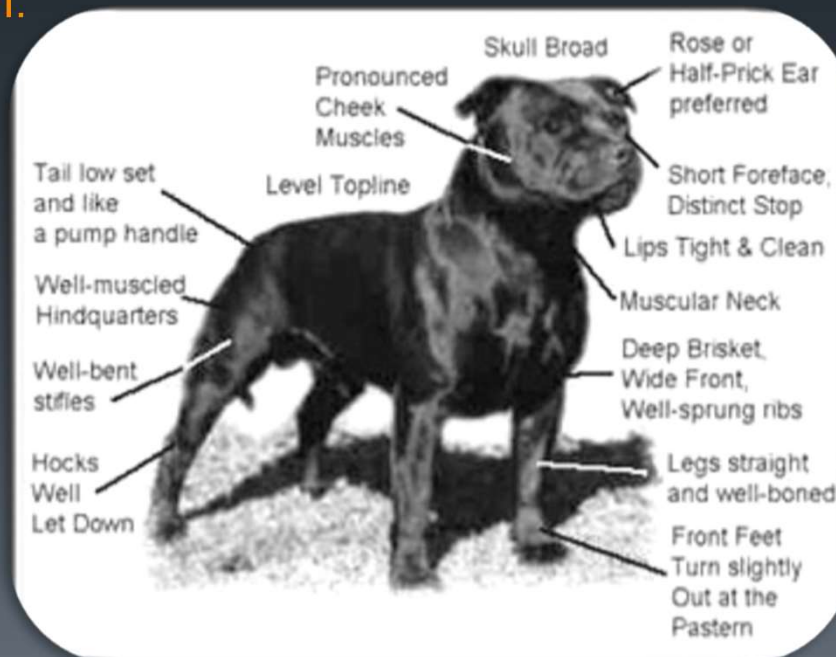 1.
Skull Broad
Rose or
Half-Prick Ear
preferred
Pronounced
Cheek
Muscles
Tail low set
and like
a pump handle
Level Topline
Short Foreface,
Distinct Stop
Lips Tight & Clean
Well-muscled
Hindquarters
Muscular Neck
Well-bent
stifles
Deep Brisket,
Wide Front,
Well-sprung ribs
Hocks
Well
Let Down
Legs straight
and well-boned
Front Feet
Turn slightly
Out at the
Pastern